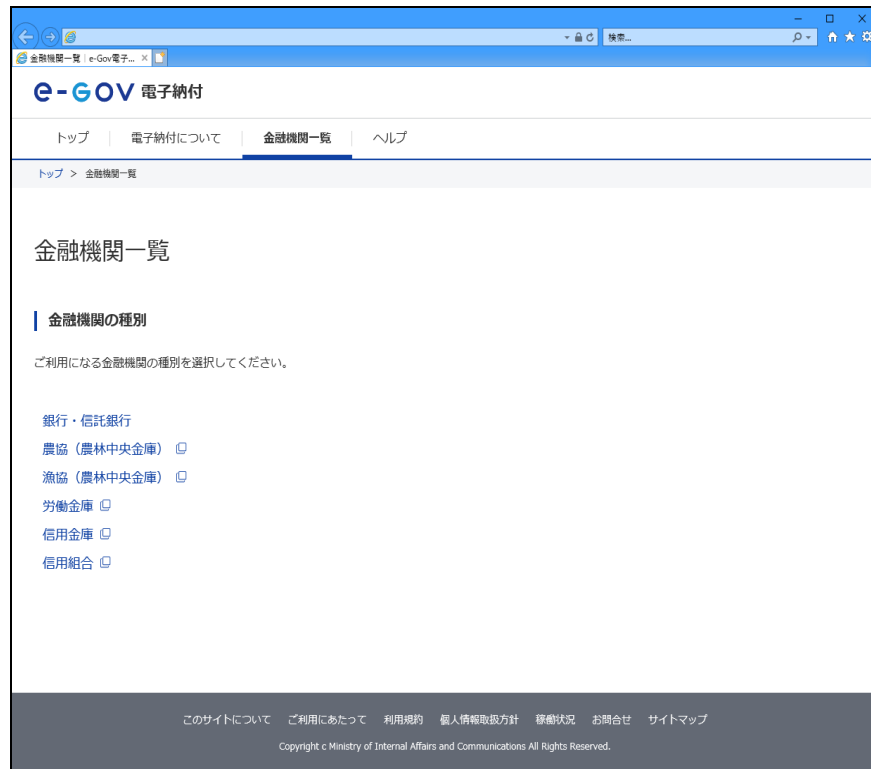 検索...
金融機関一覧 | e-Gov電子...
e-GOV 電子納付
トップ 電子納付について 金融機関一覧 ヘルプ
トップ > 金融機関一覧
金融機関一覧
金融機関の種別
ご利用になる金融機関の種別を選択してください。
銀行・信託銀行
農協（農林中央金庫）
漁協（農林中央金庫）
労働金庫
信用金庫
信用組合
このサイトについて ご利用にあたって 利用規約 個人情報取扱方針 稼働状況 お問合せ サイトマップ
Copyright c Ministry of Internal Affairs and Communications All Rights Reserved.